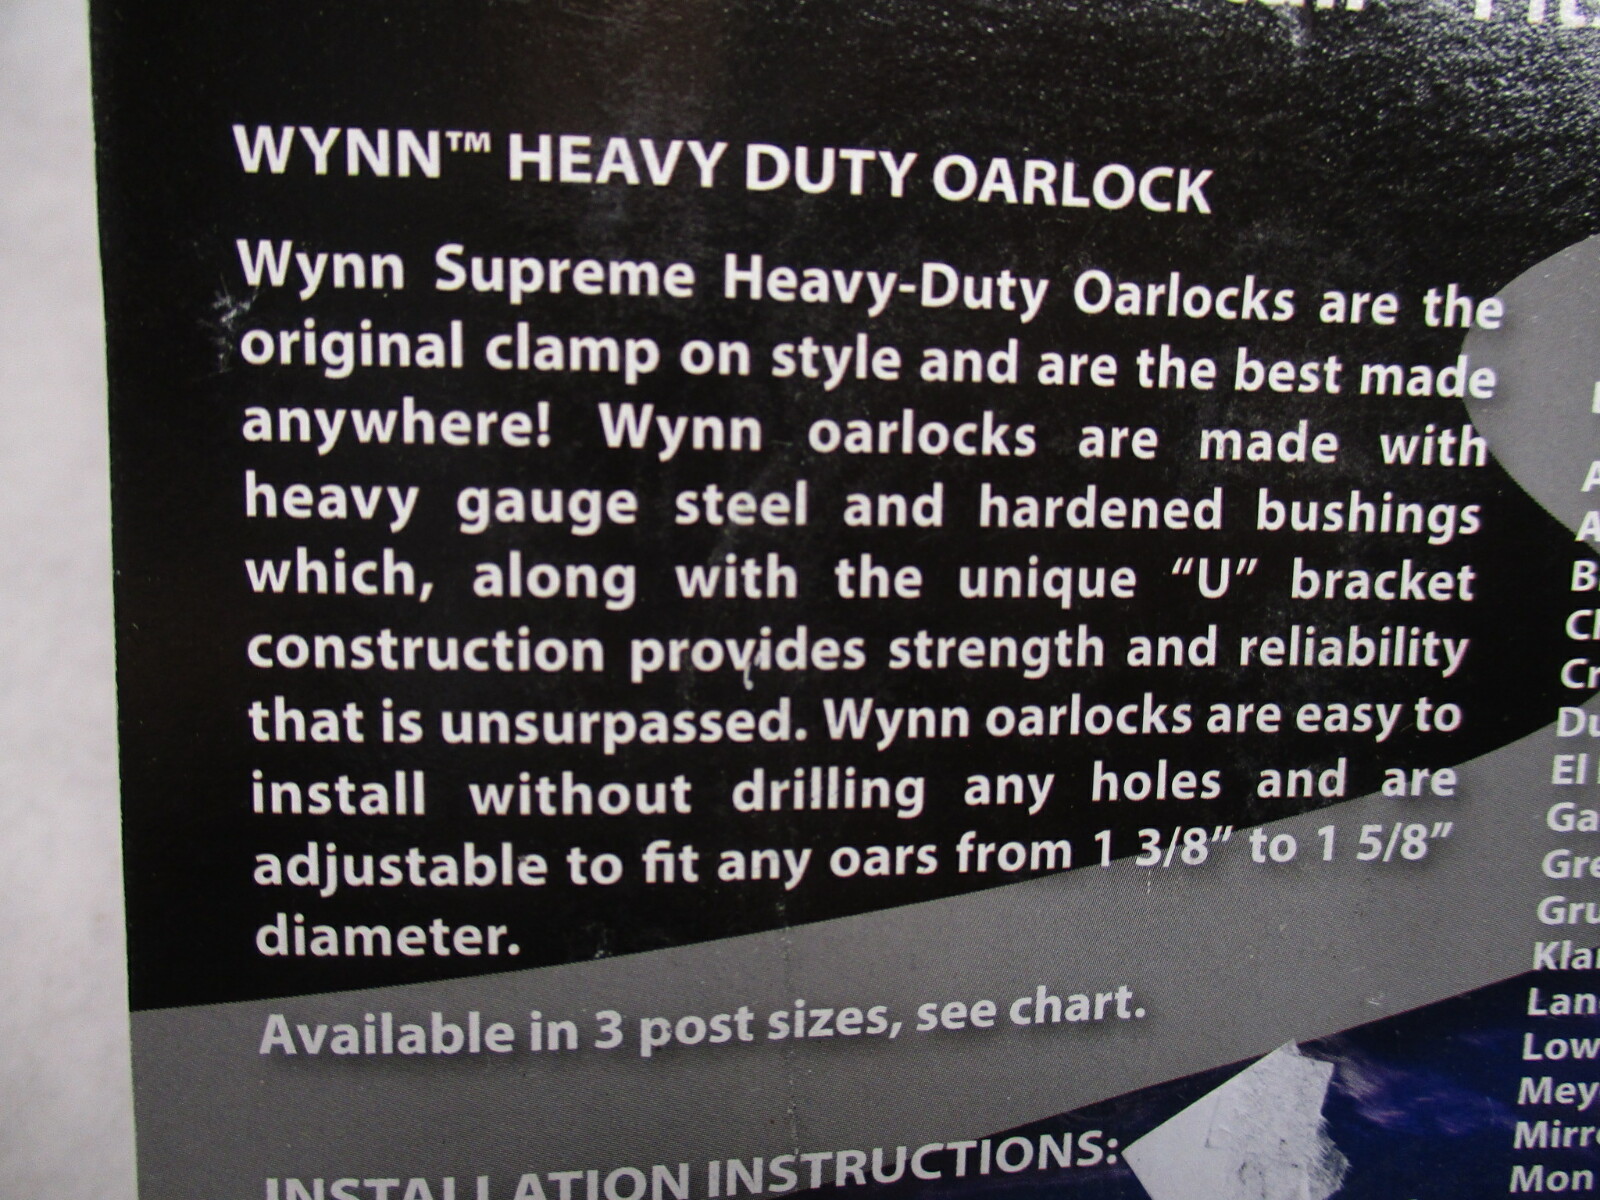 WYNN™ HEAVY DUTY OARLOCK
Wynn Supreme Heavy-Duty Oarlocks are the
original clamp on style and are the best made
anywhere! Wynn oarlocks are made with
heavy gauge steel and hardened bushings
which, along with the unique “U” bracket
construction provides strength and reliability
that is unsurpassed. Wynn oarlocks are easy to
install without drilling any holes and are
adjustable to fit any oars from 1 3/8” to 1 5/8”
diameter.
Available in 3 post sizes, see chart.
INSTALLATION INSTRUCTIONS:
El
Mon